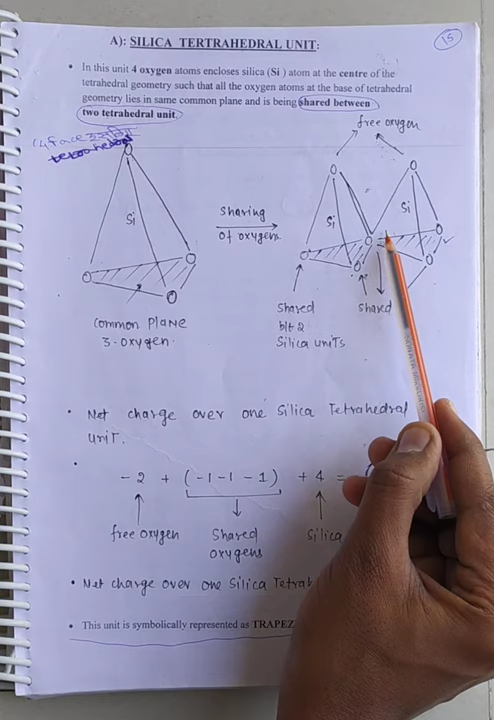 15
A): SILICA TERTRAHEDRAL UNIT:
• In this unit 4 oxygen atoms encloses silica (Si ) atom at the centre of the
tetrahedral geometry such that all the oxygen atoms at the base of tetrahedral
geometry lies in same common plane and is being shared between
two tetrahedral unit.
free oxygen
Si
Sharing
Of oxygens
Si
Si
Shared
b/t 2
Silica units
Shared
Common Plane
3-oxygen.
• Net charge over one Silica Tetrahedral
unit.
-2 + (-1-1-1) + 4 =
free oxygen
Shared
oxygens
Silica
• Net charge over one Silica Tetrah
• This unit is symbolically represented as TRAPEZ